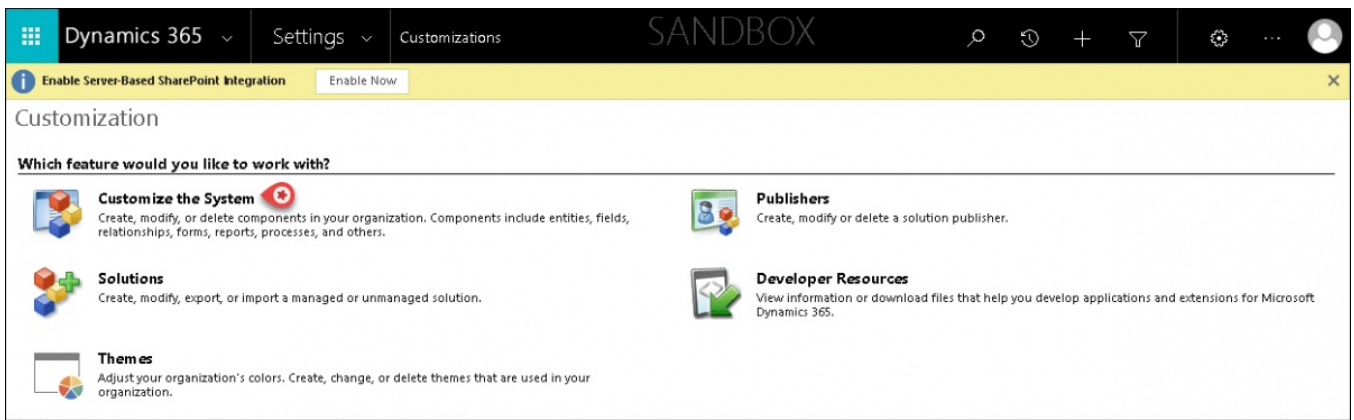 Dynamics 365 Settings Customizations SANDBOX
Enable Server-Based SharePoint Integration Enable Now
Customization
Which feature would you like to work with?
Customize the System
Create, modify, or delete components in your organization. Components include entities, fields,
relationships, forms, reports, processes, and others.
Publishers
Create, modify or delete a solution publisher.
Solutions
Create, modify, export, or import a managed or unmanaged solution.
Developer Resources
View information or download files that help you develop applications and extensions for Microsoft
Dynamics 365.
Themes
Adjust your organization's colors. Create, change, or delete themes that are used in your
organization.